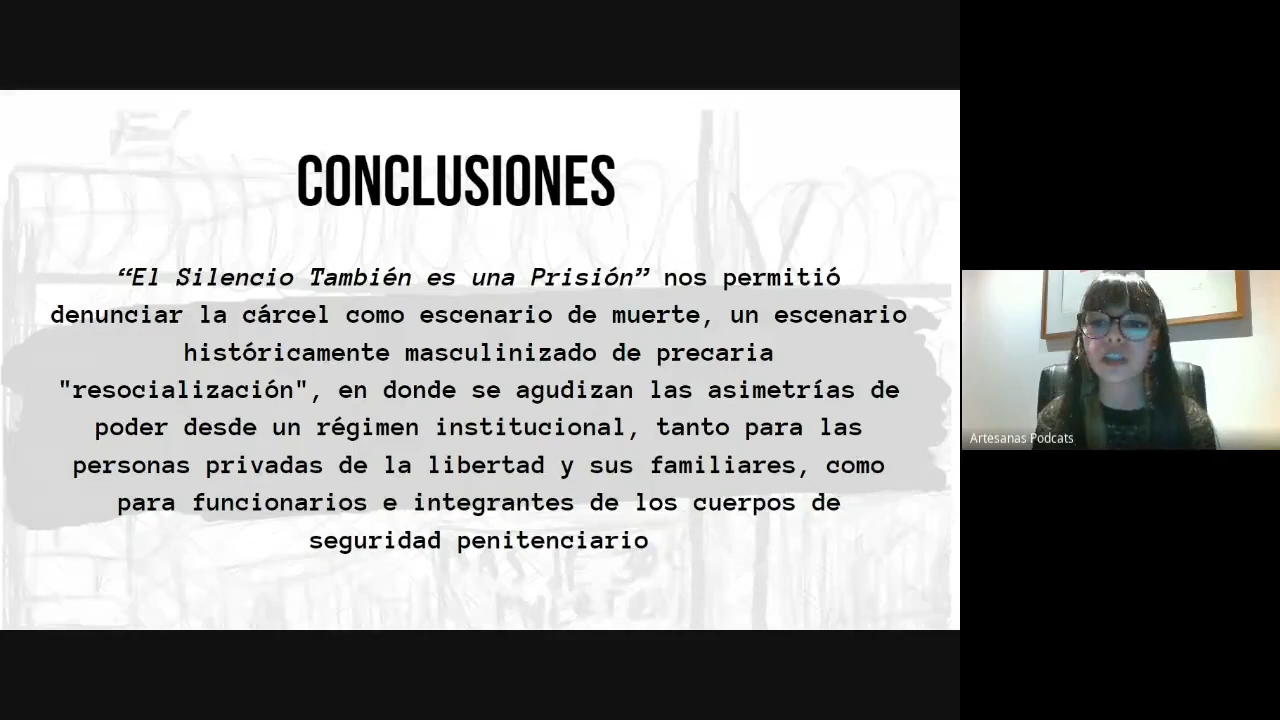 CONCLUSIONES
“El Silencio También es una Prisión” nos permitió
denunciar la cárcel como escenario de muerte, un escenario
históricamente masculinizado de precaria
"resocialización", en donde se agudizan las asimetrías de
poder desde un régimen institucional, tanto para las
personas privadas de la libertad y sus familiares, como
para funcionarios e integrantes de los cuerpos de
seguridad penitenciario
Artesanas Podcats